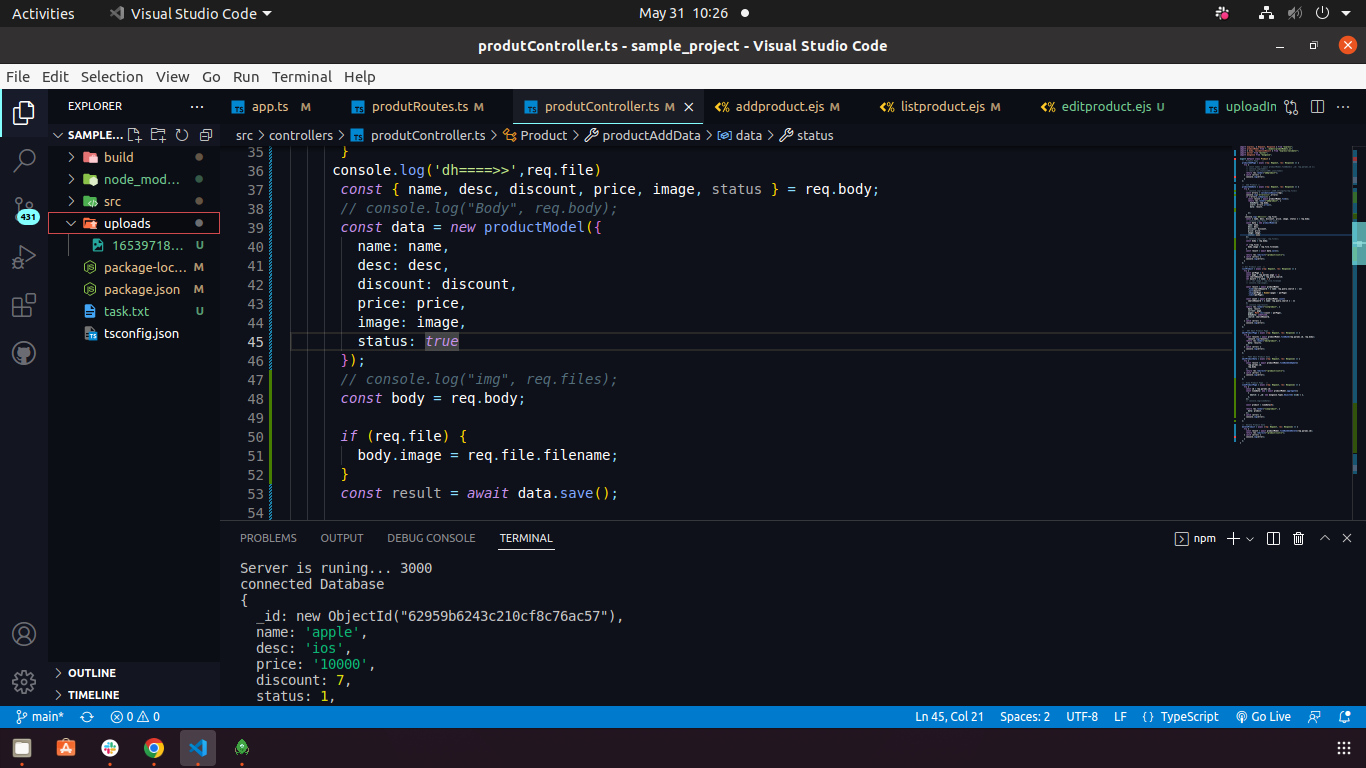 Activities Visual Studio Code May 31 10:26
produtController.ts - sample_project - Visual Studio Code
File Edit Selection View Go Run Terminal Help
EXPLORER ··· app.ts M produtRoutes.ts M produtController.ts M addproduct.ejs M listproduct.ejs M editproduct.ejs U uploadIn ···
SAMPLE... src > controllers > produtController.ts > Product > productAddData > data > status
build
node_mod...
src
uploads
16539718... U
package-loc... M
package.json M
task.txt U
tsconfig.json
431
35 }
36 console.log('dh====>>',req.file)
37 const { name, desc, discount, price, image, status } = req.body;
38 // console.log("Body", req.body);
39 const data = new productModel({
40 name: name,
41 desc: desc,
42 discount: discount,
43 price: price,
44 image: image,
45 status: true
46 });
47 // console.log("img", req.files);
48 const body = req.body;
49
50 if (req.file) {
51 body.image = req.file.filename;
52 }
53 const result = await data.save();
54
PROBLEMS OUTPUT DEBUG CONSOLE TERMINAL npm
Server is runing... 3000
connected Database
{
_id: new ObjectId("62959b6243c210cf8c76ac57"),
name: 'apple',
desc: 'ios',
price: '10000',
discount: 7,
status: 1,
OUTLINE
TIMELINE
main* 0 0 Ln 45, Col 21 Spaces: 2 UTF-8 LF {} TypeScript Go Live